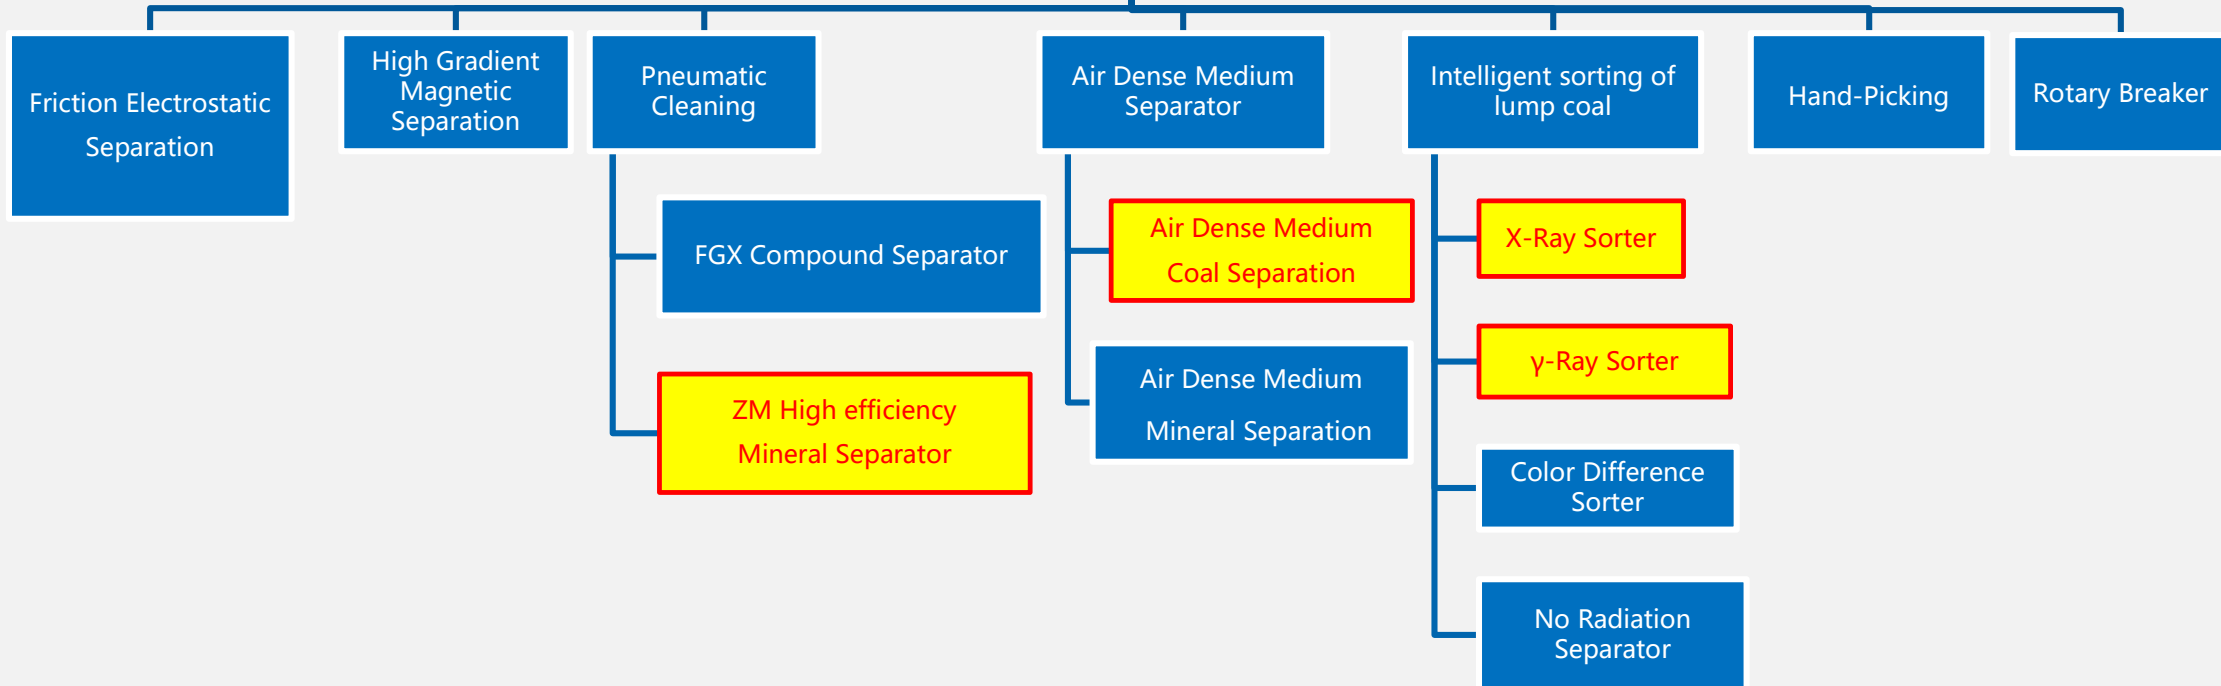 Friction Electrostatic
Separation
High Gradient
Magnetic
Separation
Pneumatic
Cleaning
Air Dense Medium
Separator
Intelligent sorting of
lump coal
Hand-Picking
Rotary Breaker
FGX Compound Separator
ZM High efficiency
Mineral Separator
Air Dense Medium
Coal Separation
Air Dense Medium
Mineral Separation
X-Ray Sorter
γ-Ray Sorter
Color Difference
Sorter
No Radiation
Separator